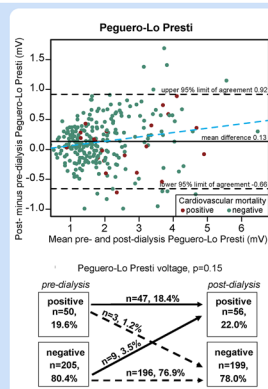 Peguero-Lo Presti
Post- minus pre-dialysis Peguero-Lo Presti (mV)
1.5
1.0
0.5
0.0
-0.5
-1.0
upper 95% limit of agreement 0.92
mean difference 0.13
lower 95% limit of agreement -0.66
Cardiovascular mortality
positive negative
1 2 3 4 5 6
Mean pre- and post-dialysis Peguero-Lo Presti (mV)
Peguero-Lo Presti voltage, p=0.15
pre-dialysis post-dialysis
positive
n=50,
19.6%
n=47, 18.4%
n=3, 1.2%
positive
n=56,
22.0%
negative
n=205,
80.4%
n=9, 3.5%
n=196, 76.9%
negative
n=199,
78.0%